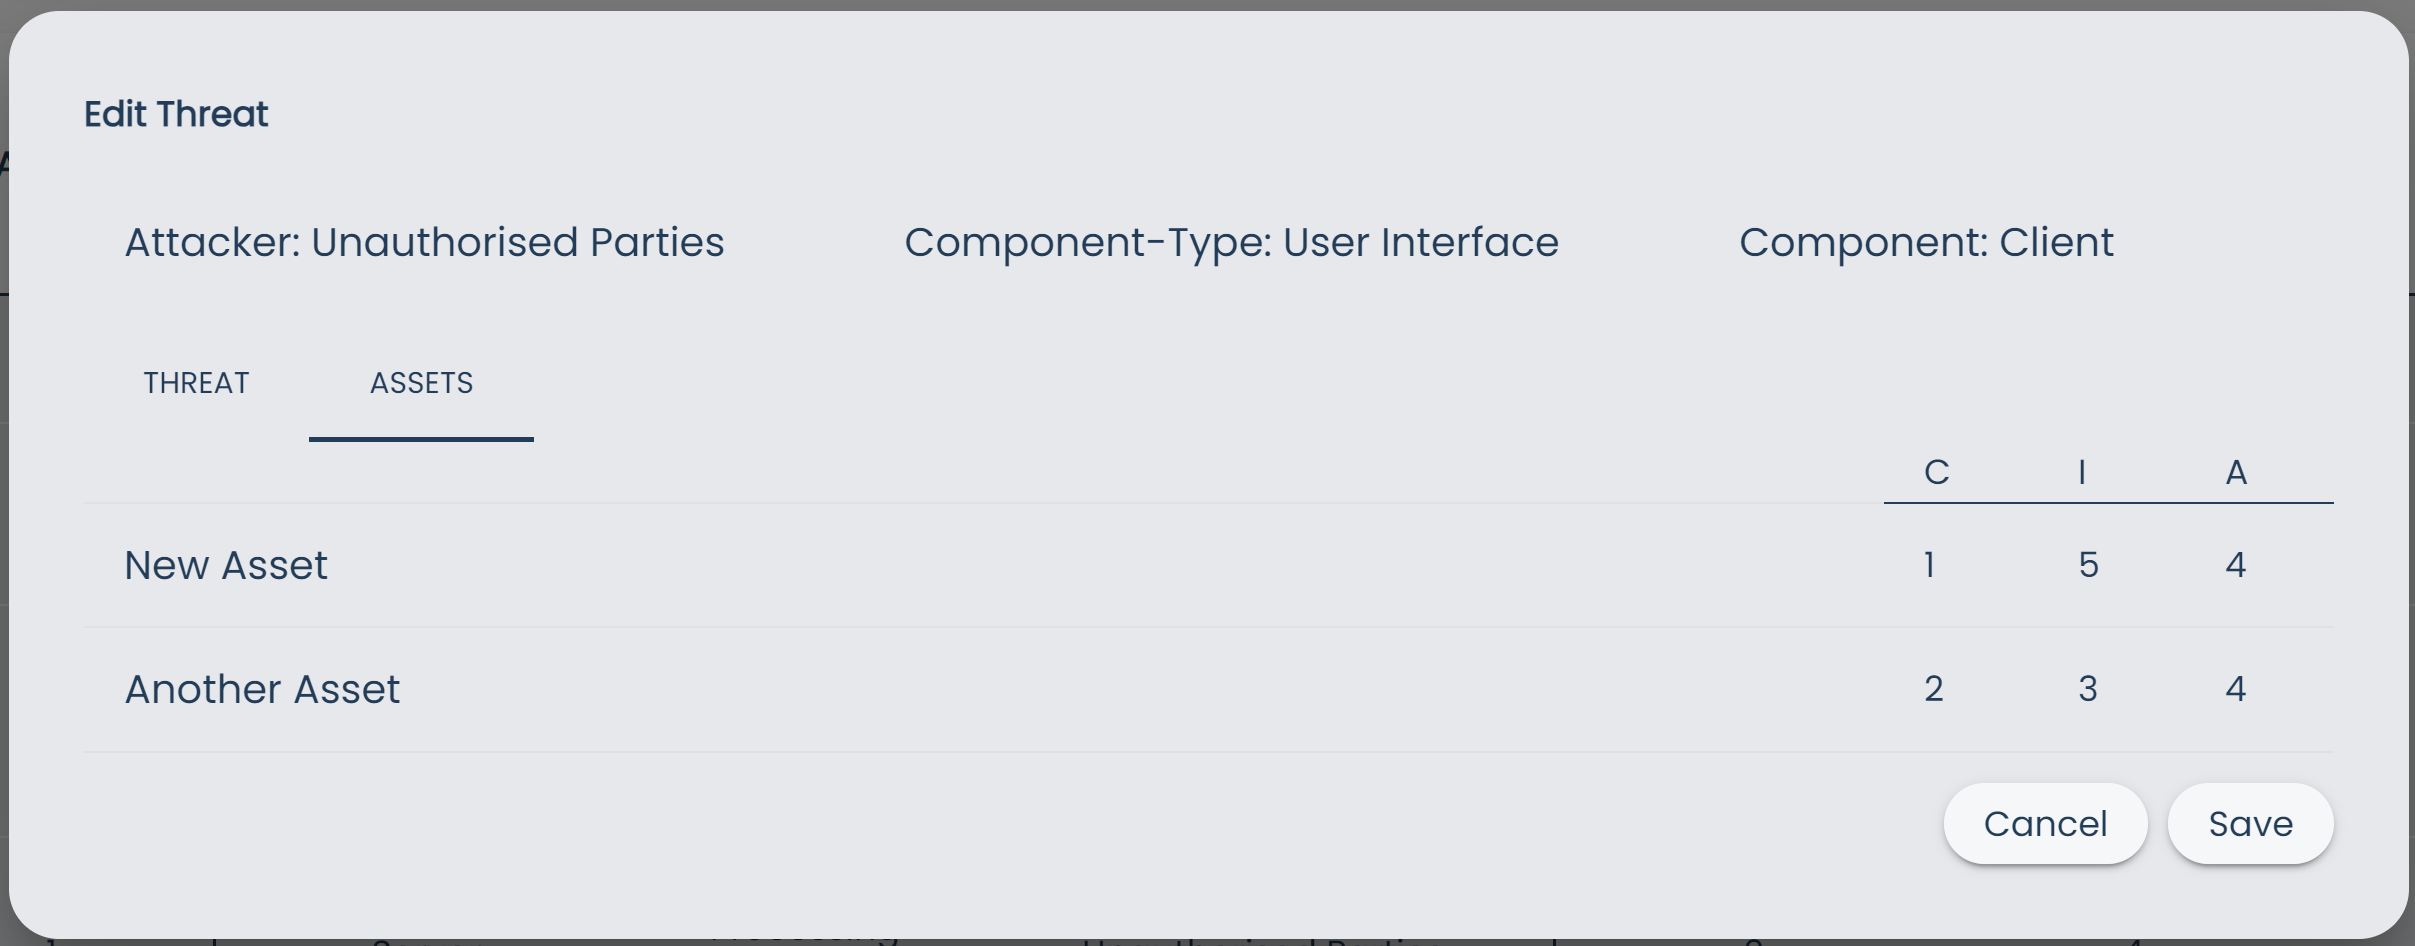 Edit Threat
Attacker: Unauthorised Parties Component-Type: User Interface Component: Client
THREAT ASSETS
C I A
New Asset 1 5 4
Another Asset 2 3 4
Cancel Save